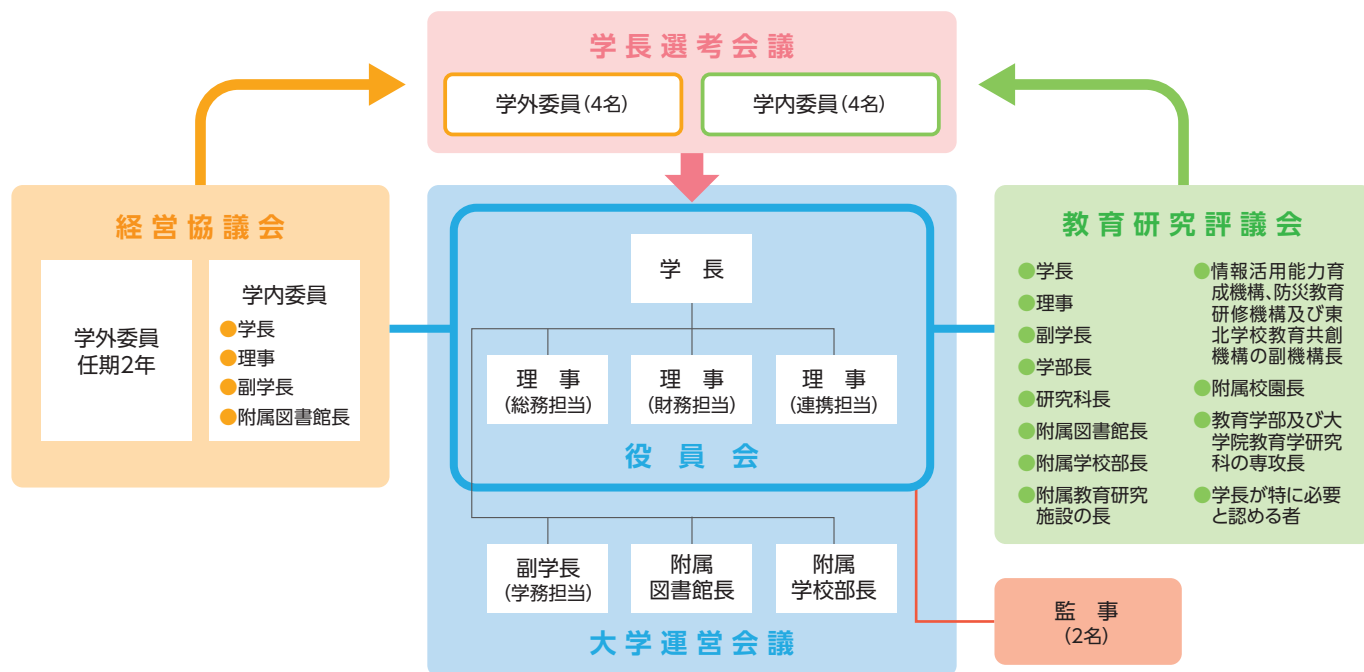 学長選考会議
学外委員(4名)
学内委員(4名)
経営協議会
学外委員
任期2年
学内委員
●学長
●理事
●副学長
●附属図書館長
学 長
理 事
(総務担当)
理 事
(財務担当)
理 事
(連携担当)
役 員 会
副学長
(学務担当)
附属
図書館長
附属
学校部長
大学運営会議
教育研究評議会
●学長
●理事
●副学長
●学部長
●研究科長
●附属図書館長
●附属学校部長
●附属教育研究
施設の長
●情報活用能力育
成機構、防災教育
研修機構及び東
北学校教育共創
機構の副機構長
●附属校園長
●教育学部及び大
学院教育学研究
科の専攻長
●学長が特に必要
と認める者
監 事
(2名)